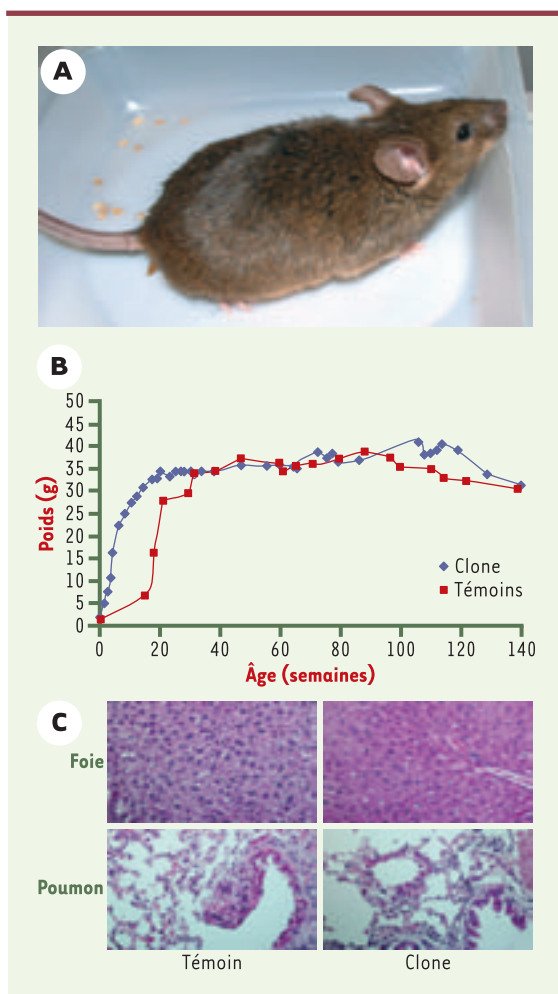 A
B
50
45
40
35
30
25
20
15
10
5
0
Poids (g)
Clone
Témoins
0 20 40 60 80 100 120 140
Âge (semaines)
C
Foie
Poumon
Témoin Clone